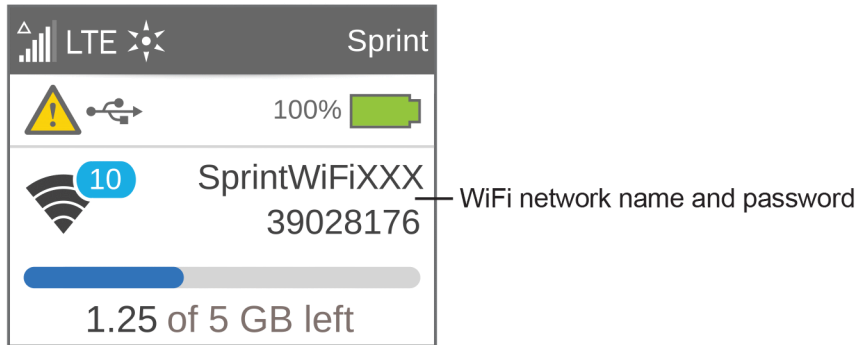 LTE Sprint
100%
10 SprintWiFiXXX
39028176
WiFi network name and password
1.25 of 5 GB left